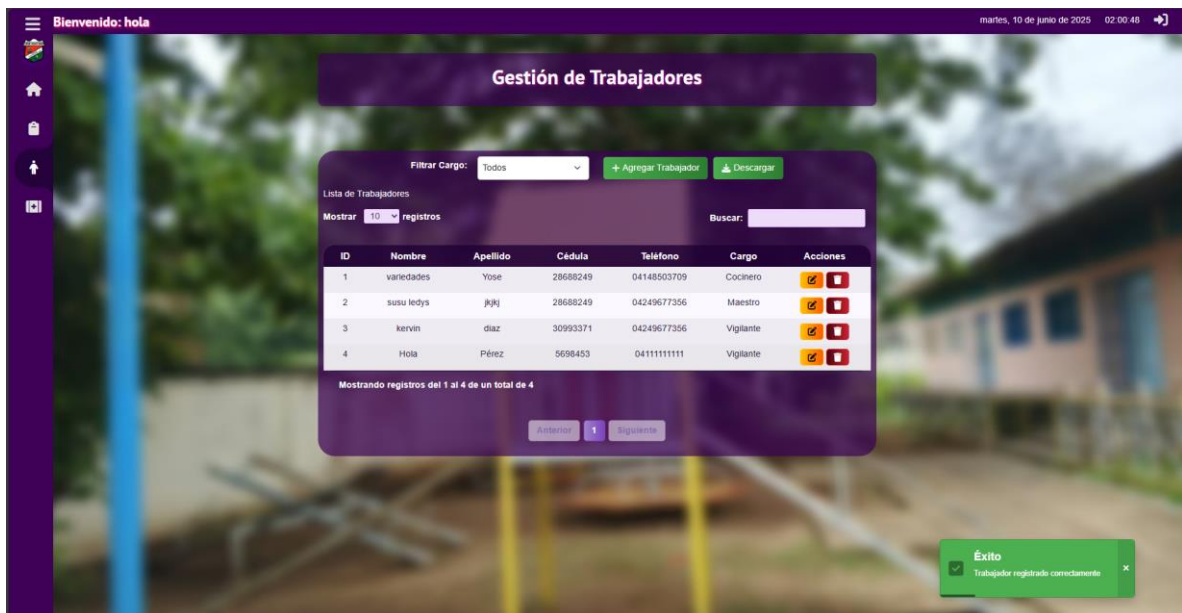 Bienvenido: hola martes, 10 de junio de 2025 02:00:48
Gestión de Trabajadores
Filtrar Cargo: Todos + Agregar Trabajador Descargar
Lista de Trabajadores
Mostrar 10 registros Buscar:
ID Nombre Apellido Cédula Teléfono Cargo Acciones
1 variedades Yose 28688249 04148503709 Cocinero
2 susu ledys jkjkj 28688249 04249677356 Maestro
3 kervin diaz 30993371 04249677356 Vigilante
4 Hola Pérez 5698453 04111111111 Vigilante
Mostrando registros del 1 al 4 de un total de 4
Anterior 1 Siguiente
Éxito
Trabajador registrado correctamente ×